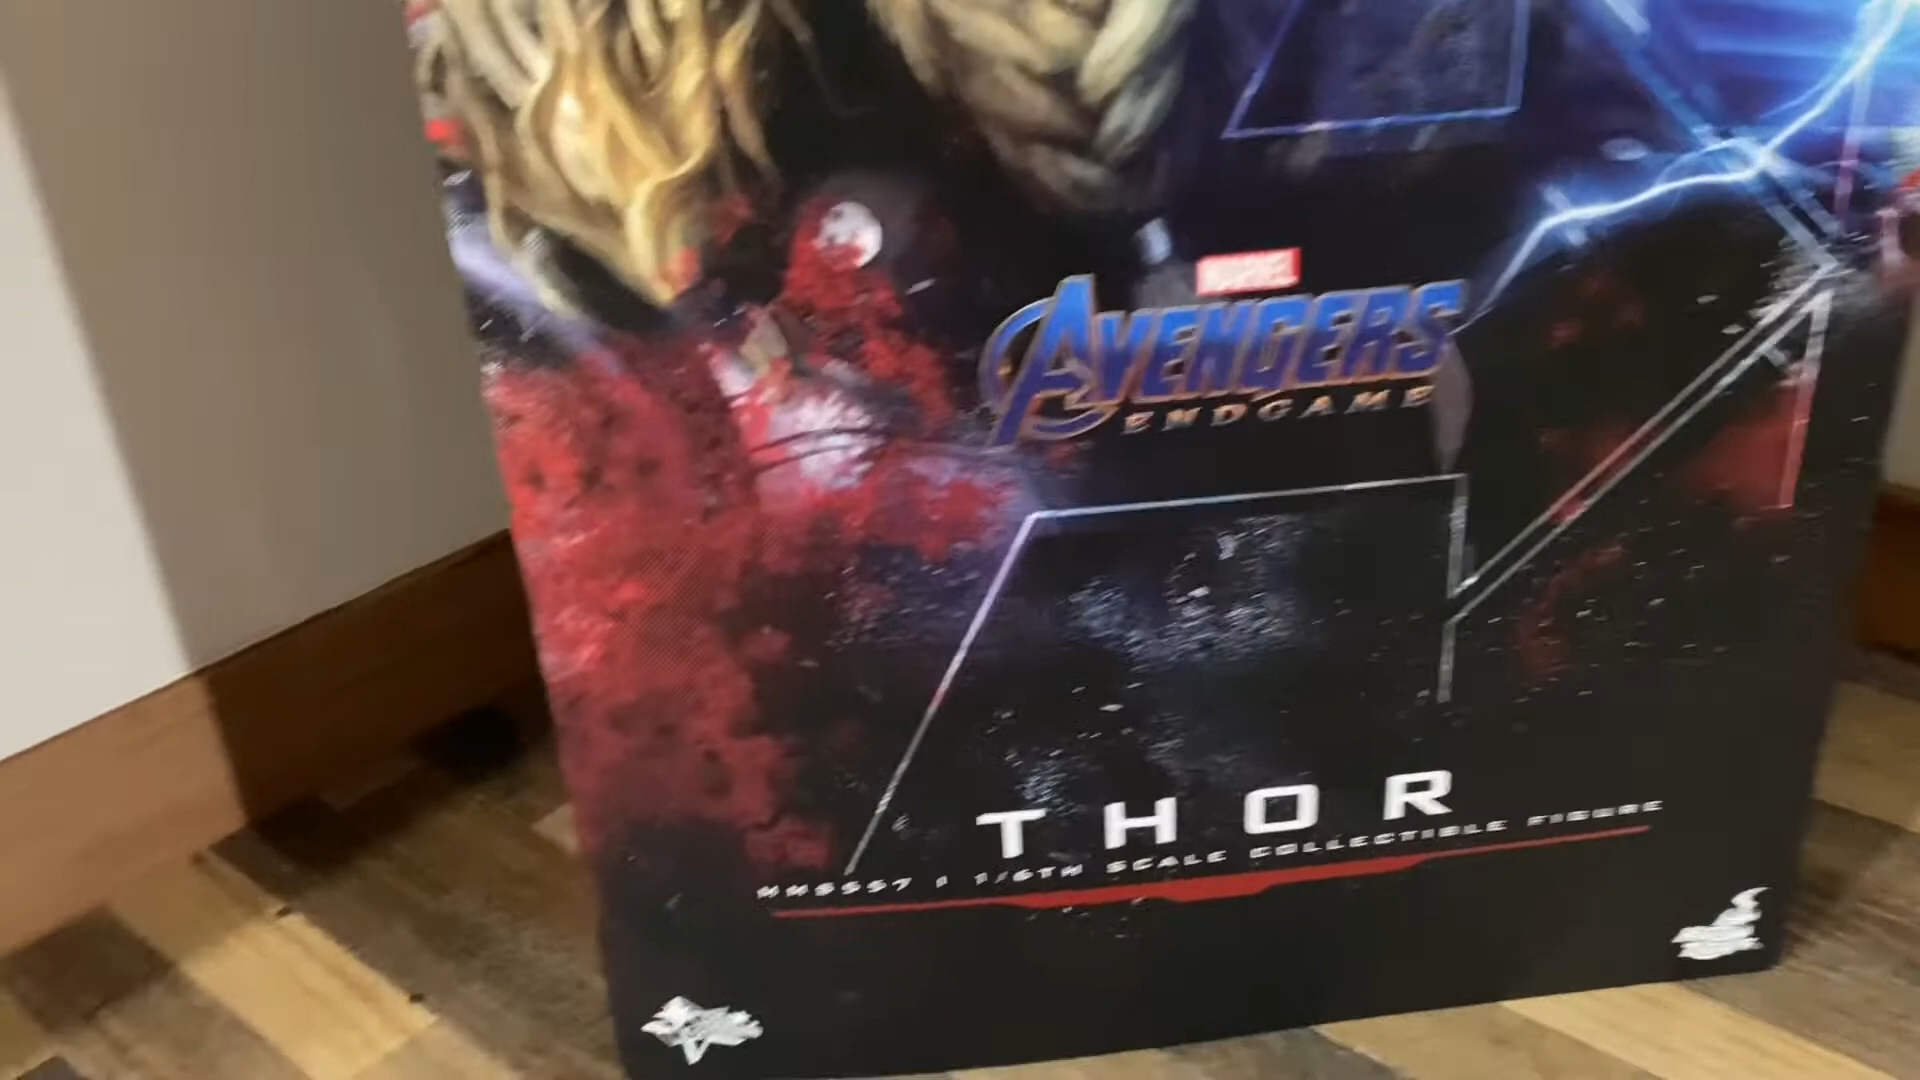 MARVEL
AVENGERS
ENDGAME
THOR
MMS557 | 1/6TH SCALE COLLECTIBLE FIGURE